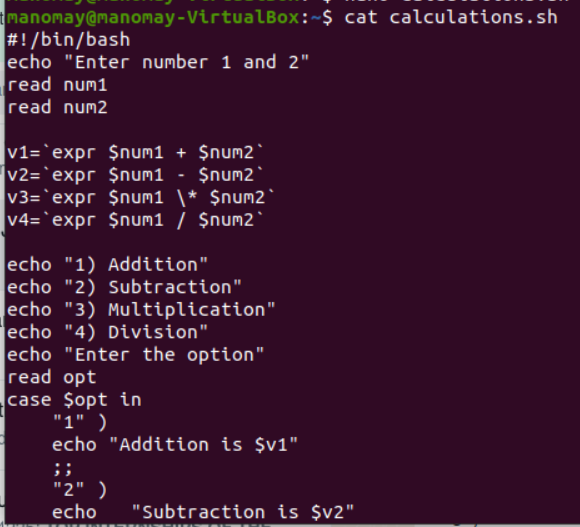 manomay@manomay-VirtualBox:~$ cat calculations.sh
#!/bin/bash
echo "Enter number 1 and 2"
read num1
read num2

v1=`expr $num1 + $num2`
v2=`expr $num1 - $num2`
v3=`expr $num1 \* $num2`
v4=`expr $num1 / $num2`

echo "1) Addition"
echo "2) Subtraction"
echo "3) Multiplication"
echo "4) Division"
echo "Enter the option"
read opt
case $opt in
    "1" )
    echo "Addition is $v1"
    ;;
    "2" )
    echo   "Subtraction is $v2"